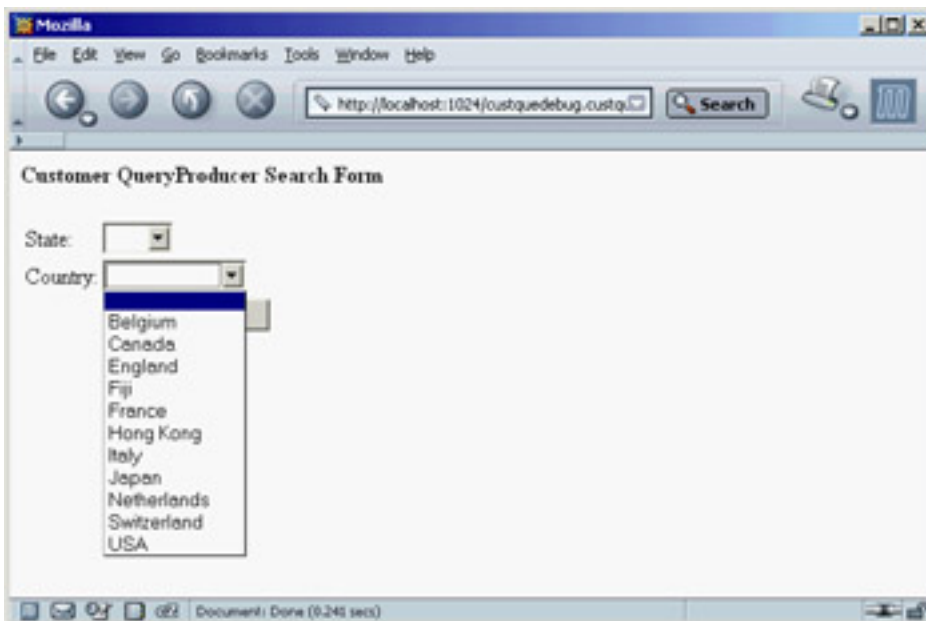 Mozilla
File Edit View Go Bookmarks Tools Window Help
http://localhost:1024/custquedebug.custqu
Search
Customer QueryProducer Search Form
State:
Country:
Belgium
Canada
England
Fiji
France
Hong Kong
Italy
Japan
Netherlands
Switzerland
USA
Document: Done (0.241 secs)